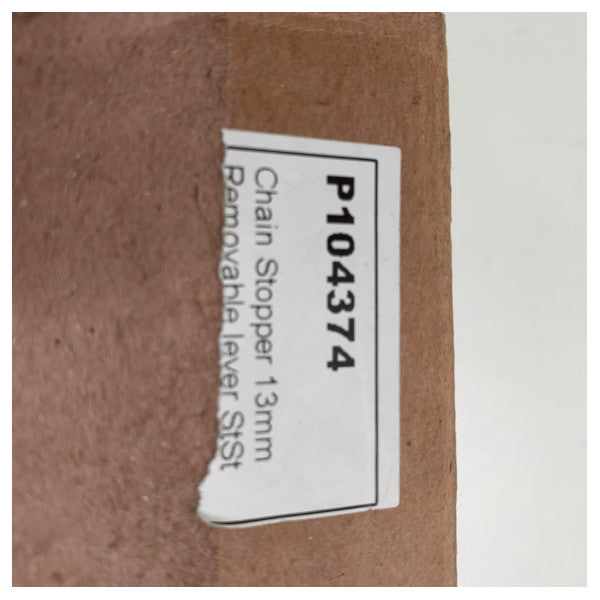 P104374
Chain Stopper 13mm
Removable lever StSt